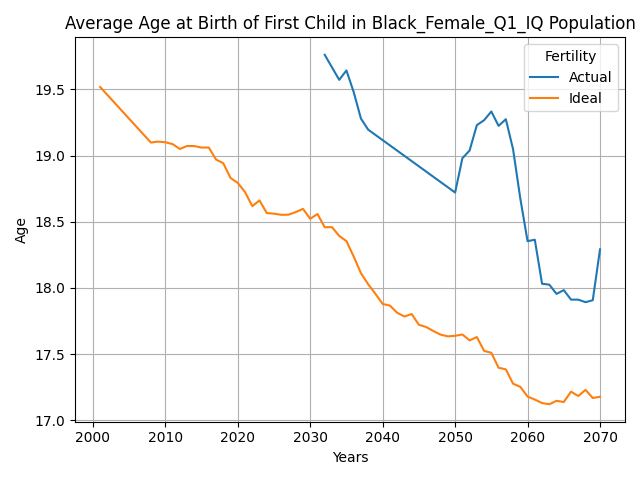 Average Age at Birth of First Child in Black_Female_Q1_IQ Population
Fertility
Actual
Ideal
Age
19.5
19.0
18.5
18.0
17.5
17.0
2000 2010 2020 2030 2040 2050 2060 2070
Years